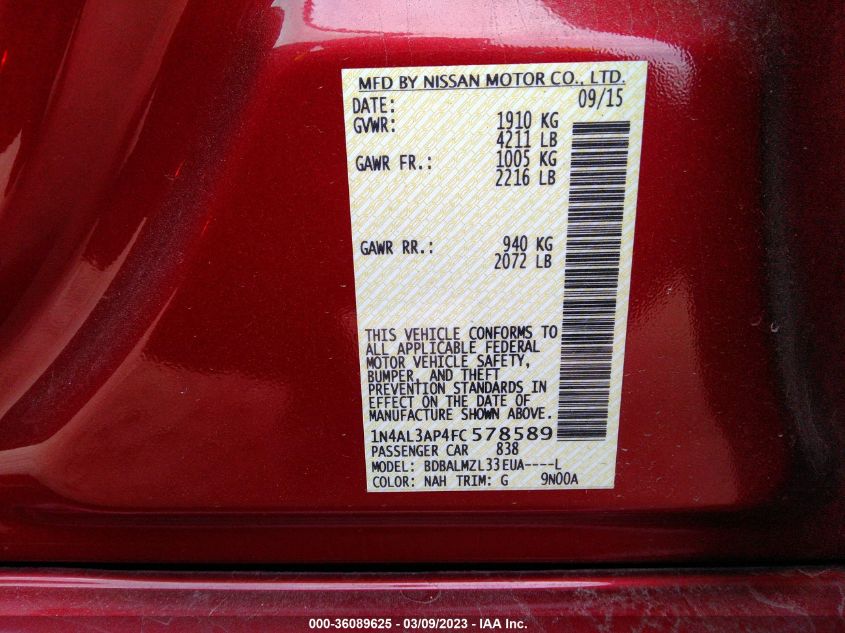 MFD BY NISSAN MOTOR CO., LTD.
DATE: 09/15
GVWR: 1910 KG
4211 LB
GAWR FR.: 1005 KG
2216 LB
GAWR RR.: 940 KG
2072 LB
THIS VEHICLE CONFORMS TO
ALL APPLICABLE FEDERAL
MOTOR VEHICLE SAFETY,
BUMPER, AND THEFT
PREVENTION STANDARDS IN
EFFECT ON THE DATE OF
MANUFACTURE SHOWN ABOVE.
1N4AL3AP4FC578589
PASSENGER CAR 838
MODEL: BDBALMZL33EUA----L
COLOR: NAH TRIM: G 9N00A
000-36089625 - 03/09/2023 - IAA Inc.